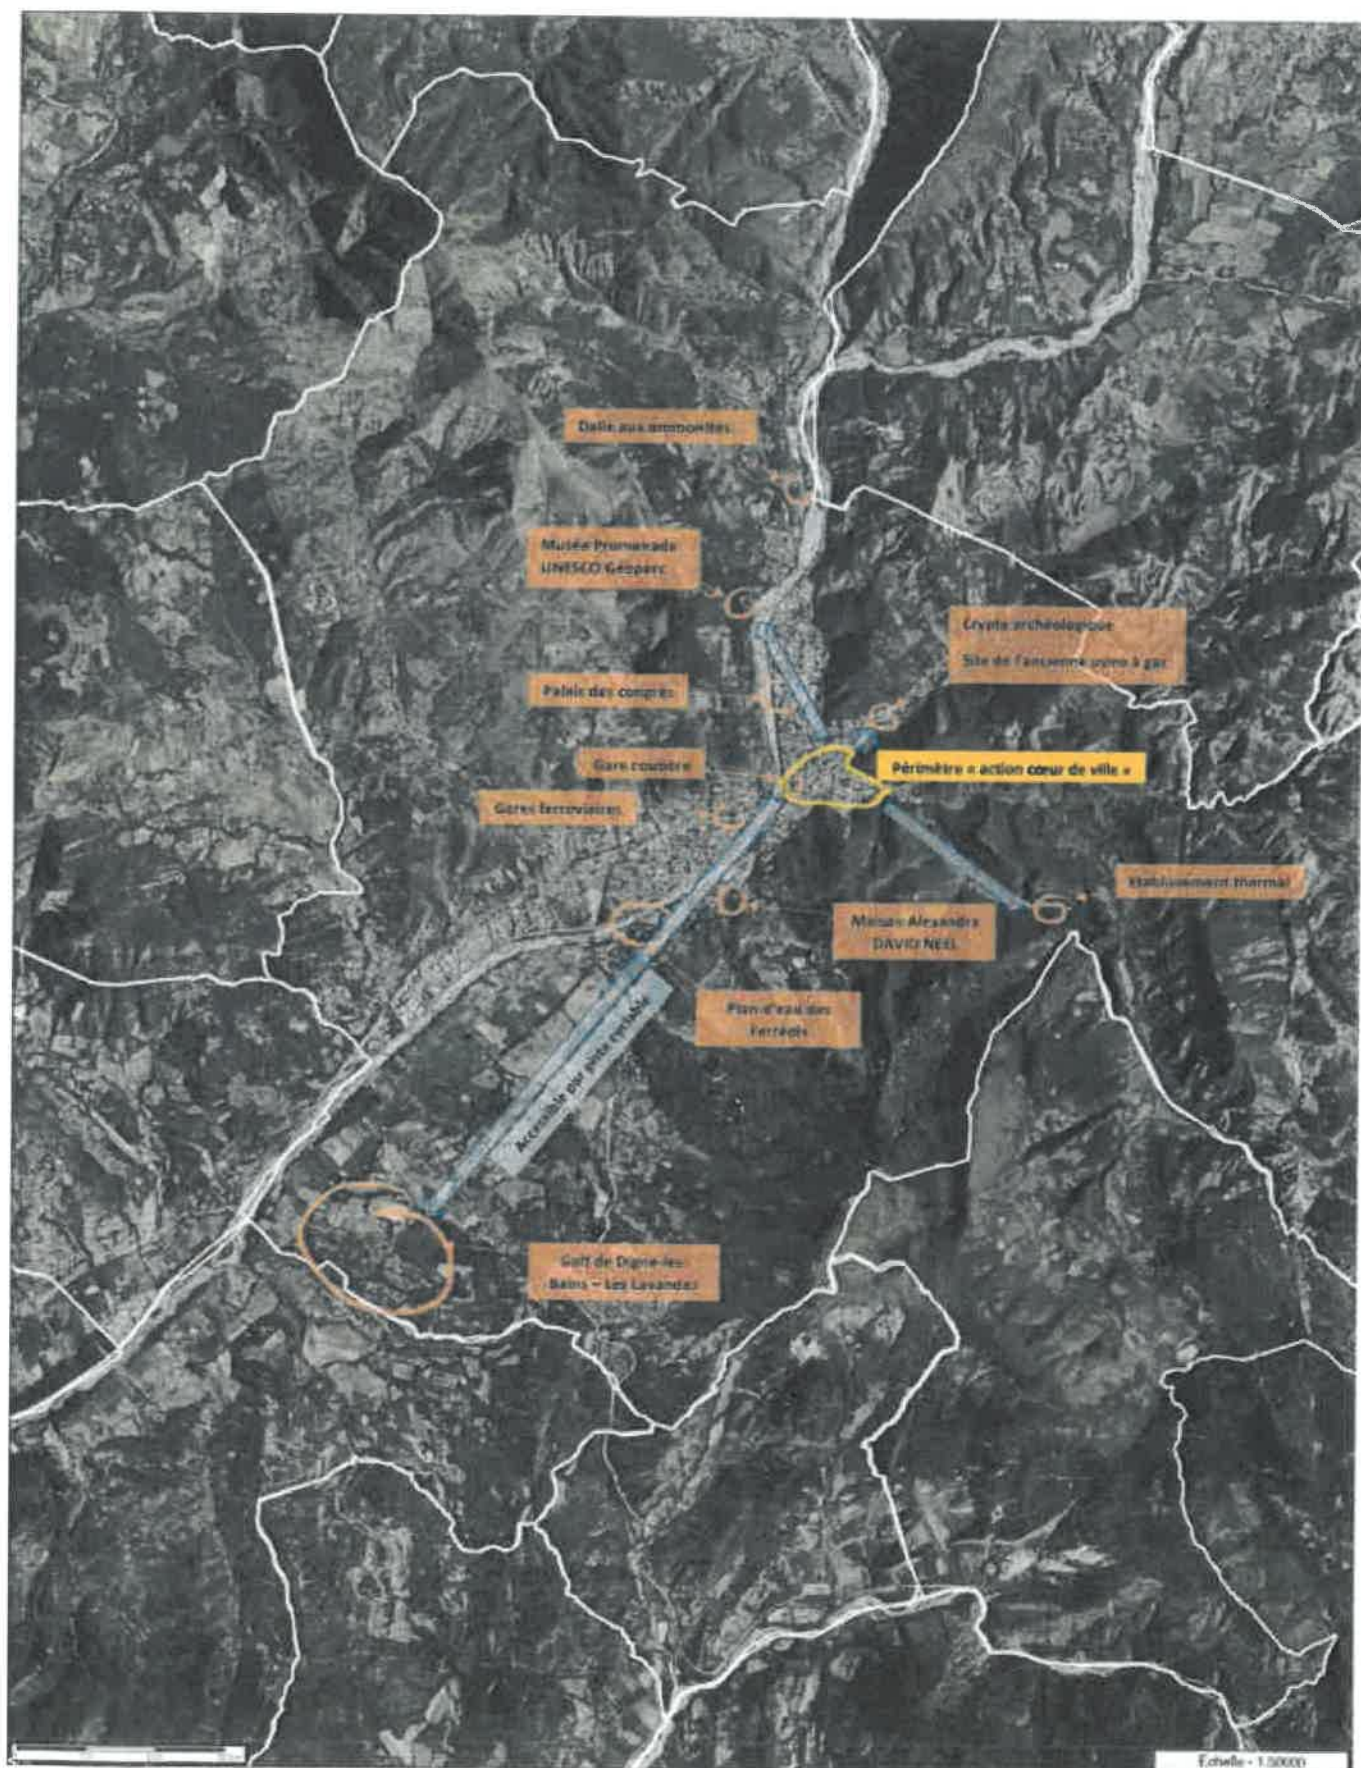 Dalle aux ammonites
Musée Promenade
UNESCO Géoparc
Crypte archéologique
Site de l'ancienne usine à gaz
Palais des congrès
Gare routière
Périmètre « action cœur de ville »
Gares ferroviaires
Etablissement thermal
Maison Alexandra
DAVID NEEL
Plan d'eau des
Ferréols
Accessible par piste cyclable
Golf de Digne-les-
Bains – Les Lavandes
Echelle - 1:50000